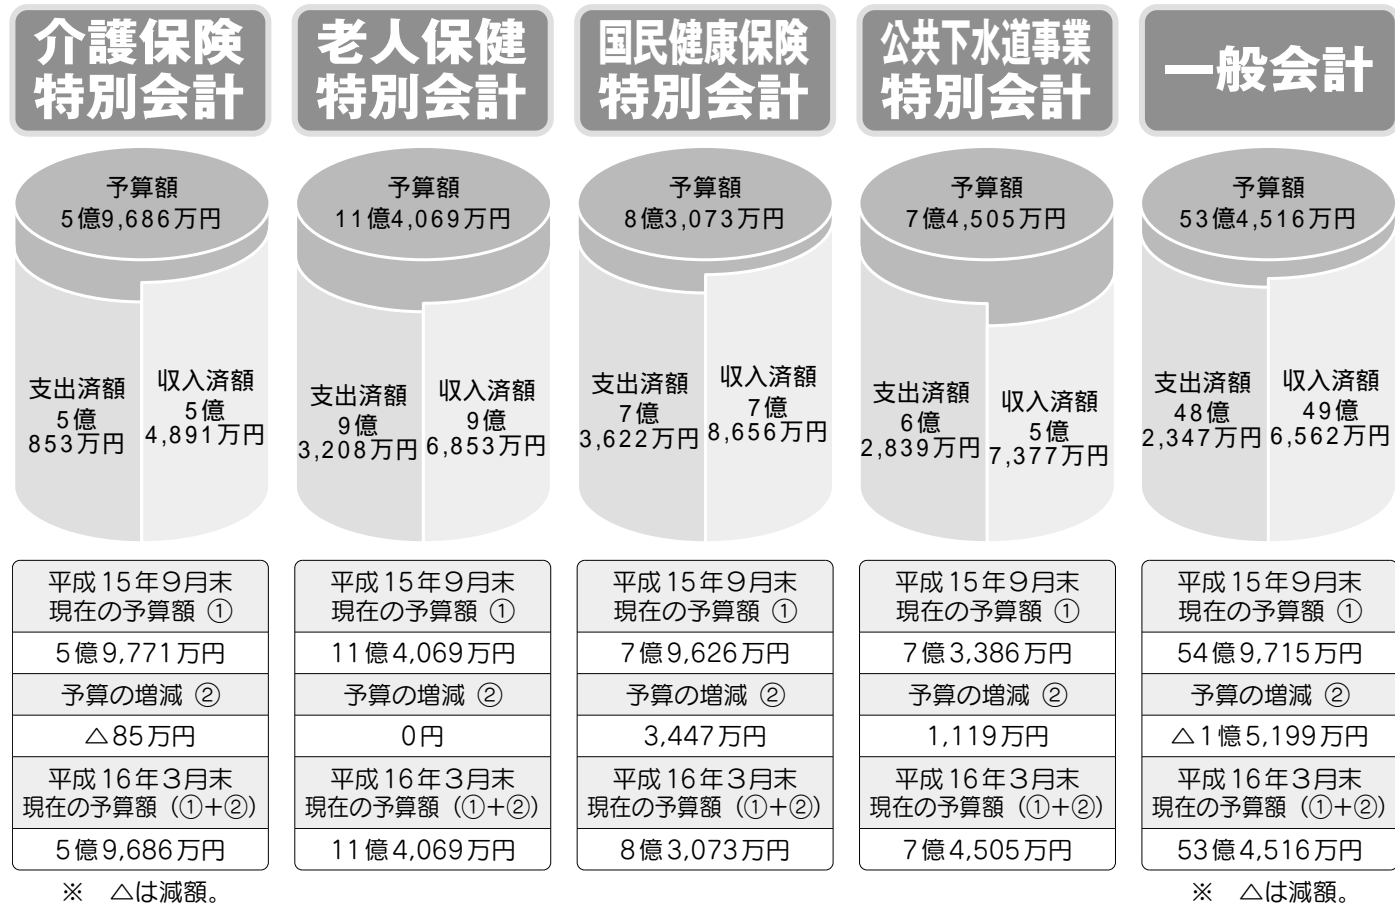 介護保険
特別会計
予算額
5億9,686万円
支出済額
5億
853万円
収入済額
5億
4,891万円
平成15年9月末
現在の予算額 ①
5億9,771万円
予算の増減 ②
△85万円
平成16年3月末
現在の予算額（①＋②）
5億9,686万円
※　△は減額。
老人保健
特別会計
予算額
11億4,069万円
支出済額
9億
3,208万円
収入済額
9億
6,853万円
平成15年9月末
現在の予算額 ①
11億4,069万円
予算の増減 ②
0円
平成16年3月末
現在の予算額（①＋②）
11億4,069万円
国民健康保険
特別会計
予算額
8億3,073万円
支出済額
7億
3,622万円
収入済額
7億
8,656万円
平成15年9月末
現在の予算額 ①
7億9,626万円
予算の増減 ②
3,447万円
平成16年3月末
現在の予算額（①＋②）
8億3,073万円
公共下水道事業
特別会計
予算額
7億4,505万円
支出済額
6億
2,839万円
収入済額
5億
7,377万円
平成15年9月末
現在の予算額 ①
7億3,386万円
予算の増減 ②
1,119万円
平成16年3月末
現在の予算額（①＋②）
7億4,505万円
一般会計
予算額
53億4,516万円
支出済額
48億
2,347万円
収入済額
49億
6,562万円
平成15年9月末
現在の予算額 ①
54億9,715万円
予算の増減 ②
△1憶5,199万円
平成16年3月末
現在の予算額（①＋②）
53億4,516万円
※　△は減額。